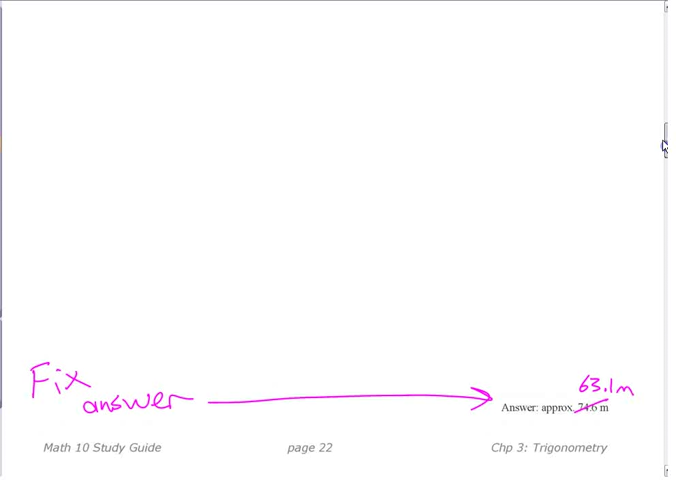 Fix
answer
63.1m
Answer: approx. 74.6 m
Math 10 Study Guide page 22 Chp 3: Trigonometry